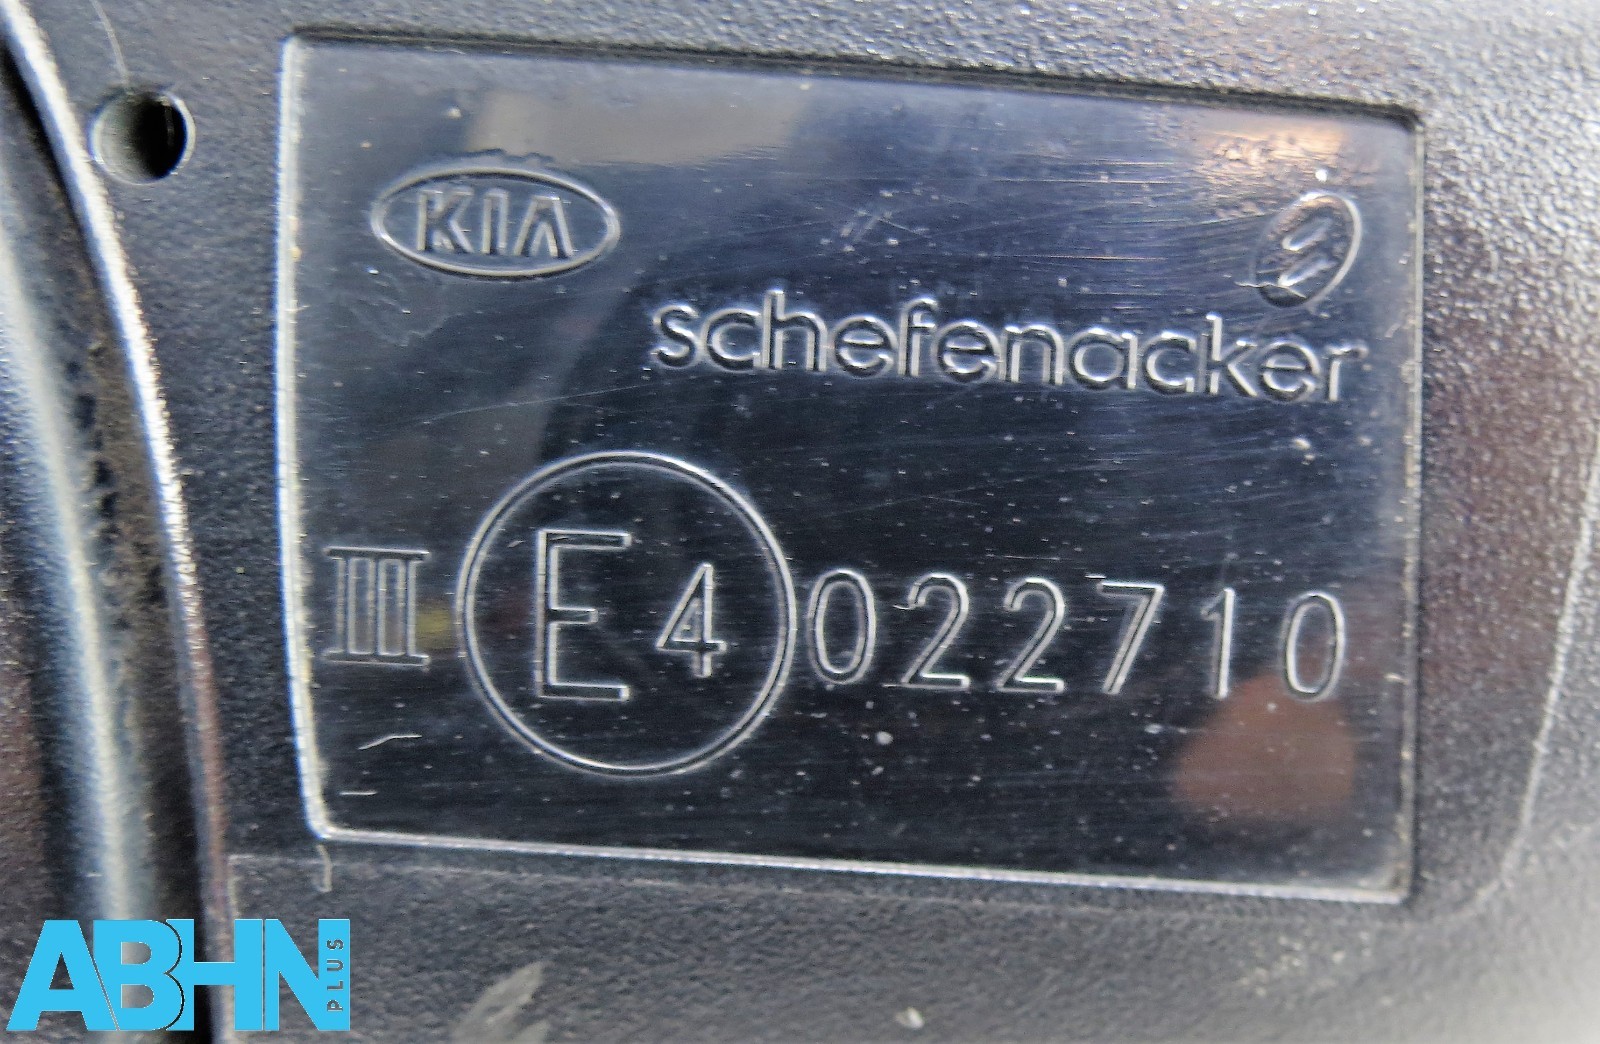 KIA
schefenacker
III E4 022710
ABHN PLUS